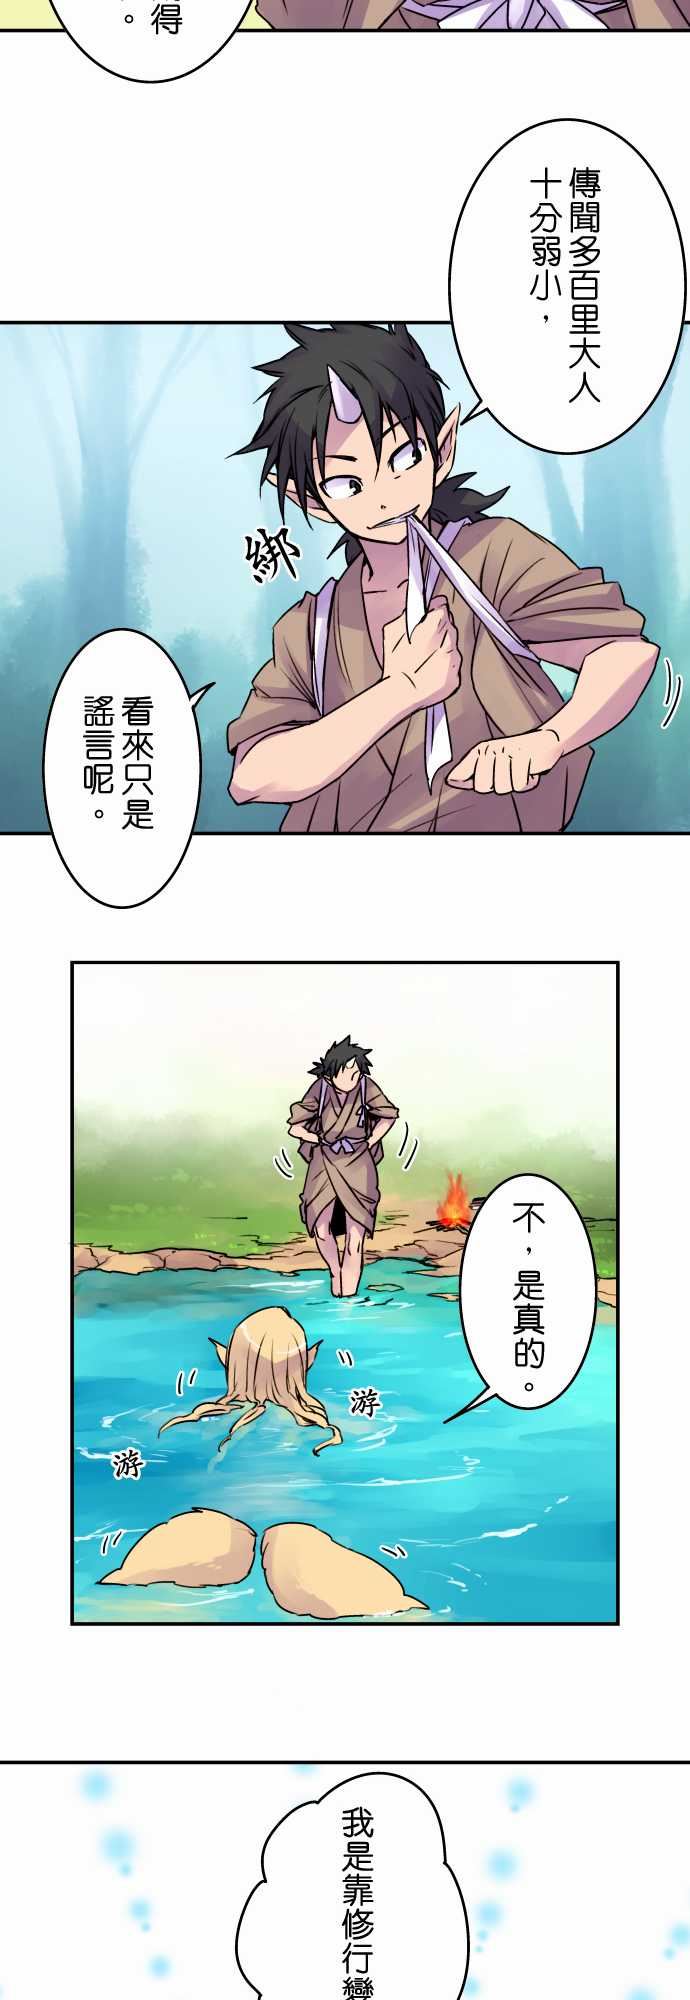 得
。
傳聞多百里大人
十分弱小，
綁
看來只是
謠言呢。
不，是真的。
游
游
我是靠修行變